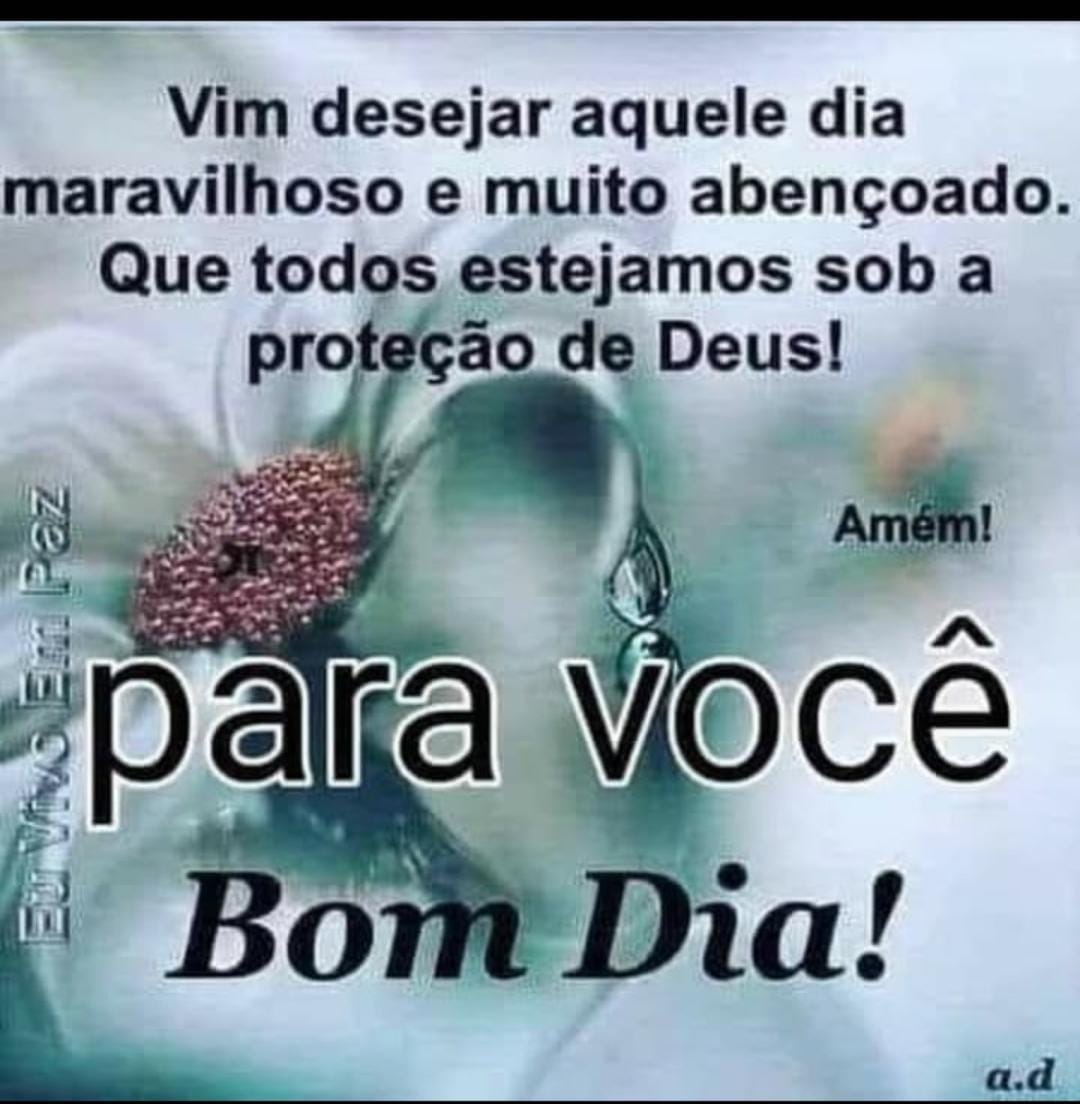 Vim desejar aquele dia
maravilhoso e muito abençoado.
Que todos estejamos sob a
proteção de Deus!
Amém!
Eu Vivo Em Paz
para você
Bom Dia!
a.d